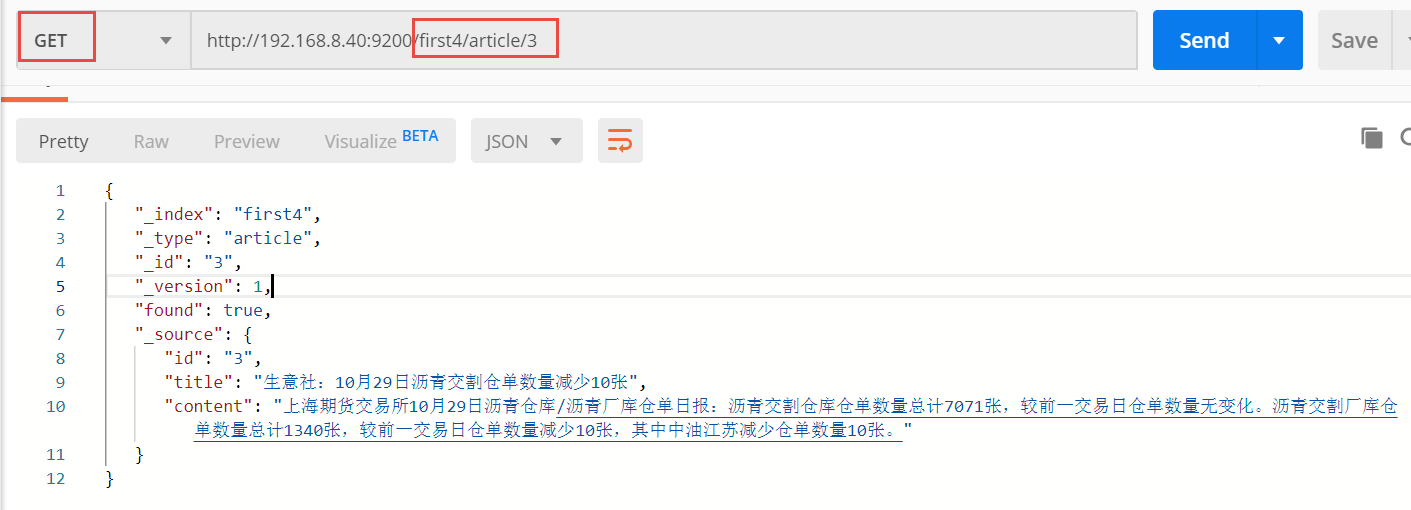 GET http://192.168.8.40:9200/first4/article/3 Send Save
Pretty Raw Preview Visualize BETA JSON
1 {
2 "_index": "first4",
3 "_type": "article",
4 "_id": "3",
5 "_version": 1,
6 "found": true,
7 "_source": {
8 "id": "3",
9 "title": "生意社：10月29日沥青交割仓单数量减少10张",
10 "content": "上海期货交易所10月29日沥青仓库/沥青厂库仓单日报：沥青交割仓库仓单数量总计7071张，较前一交易日仓单数量无变化。沥青交割厂库仓
单数量总计1340张，较前一交易日仓单数量减少10张，其中中油江苏减少仓单数量10张。"
11 }
12 }